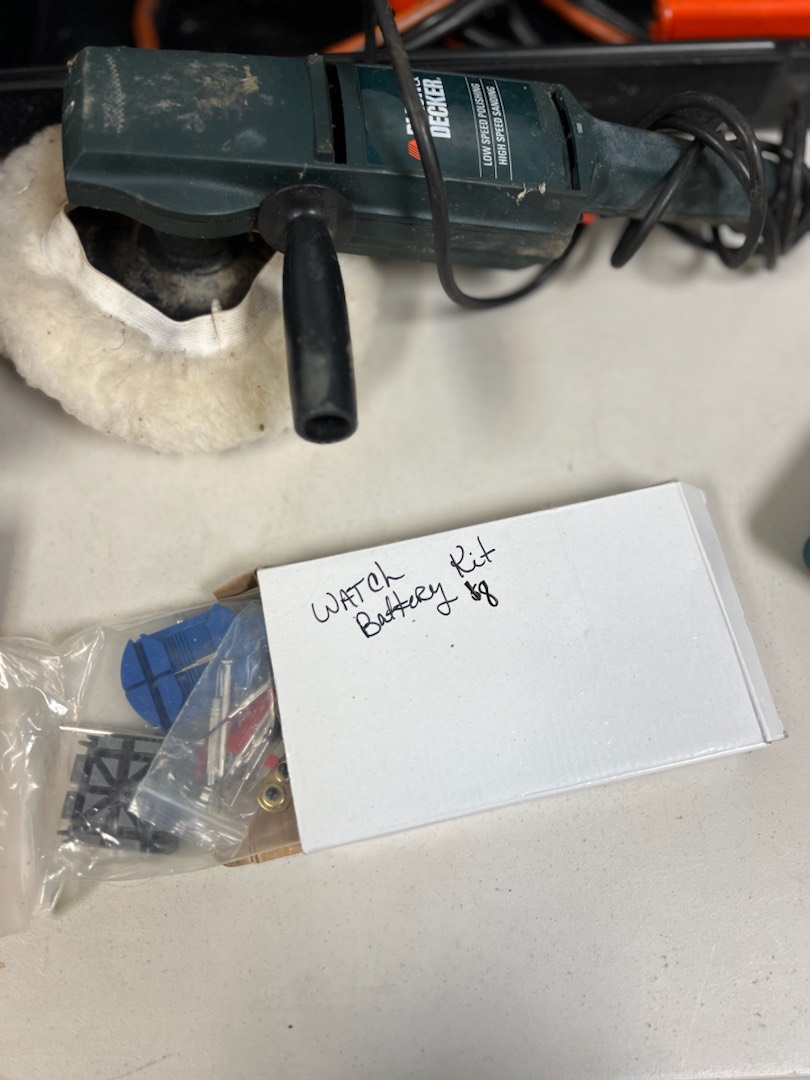 DECKER
LOW SPEED POLISHING
HIGH SPEED SANDING
WATCH Kit
Battery $8